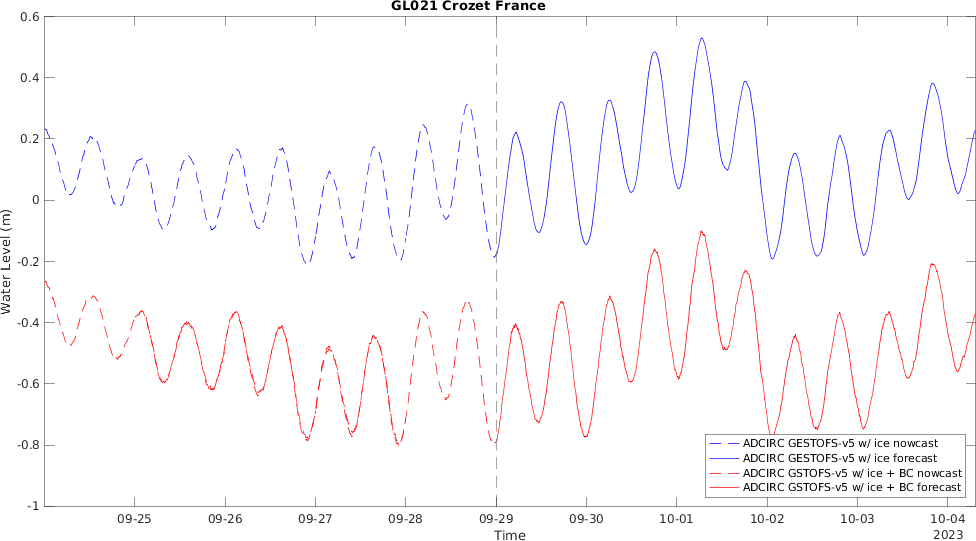 GL021 Crozet France
0.6
0.4
0.2
0
-0.2
-0.4
-0.6
-0.8
-1
Water Level (m)
ADCIRC GESTOFS-v5 w/ ice nowcast
ADCIRC GESTOFS-v5 w/ ice forecast
ADCIRC GSTOFS-v5 w/ ice + BC nowcast
ADCIRC GSTOFS-v5 w/ ice + BC forecast
09-25 09-26 09-27 09-28 09-29 09-30 10-01 10-02 10-03 10-04
Time 2023